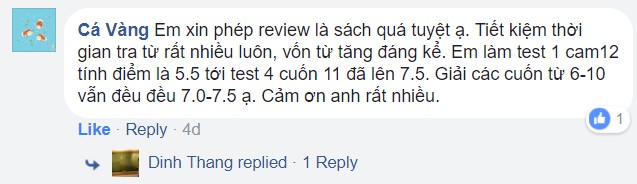 Cá Vàng Em xin phép review là sách quá tuyệt ạ. Tiết kiệm thời
gian tra từ rất nhiều luôn, vốn từ tăng đáng kể. Em làm test 1 cam12
tính điểm là 5.5 tới test 4 cuốn 11 đã lên 7.5. Giải các cuốn từ 6-10
vẫn đều đều 7.0-7.5 ạ. Cảm ơn anh rất nhiều.
Like · Reply · 4d
1
Dinh Thang replied · 1 Reply